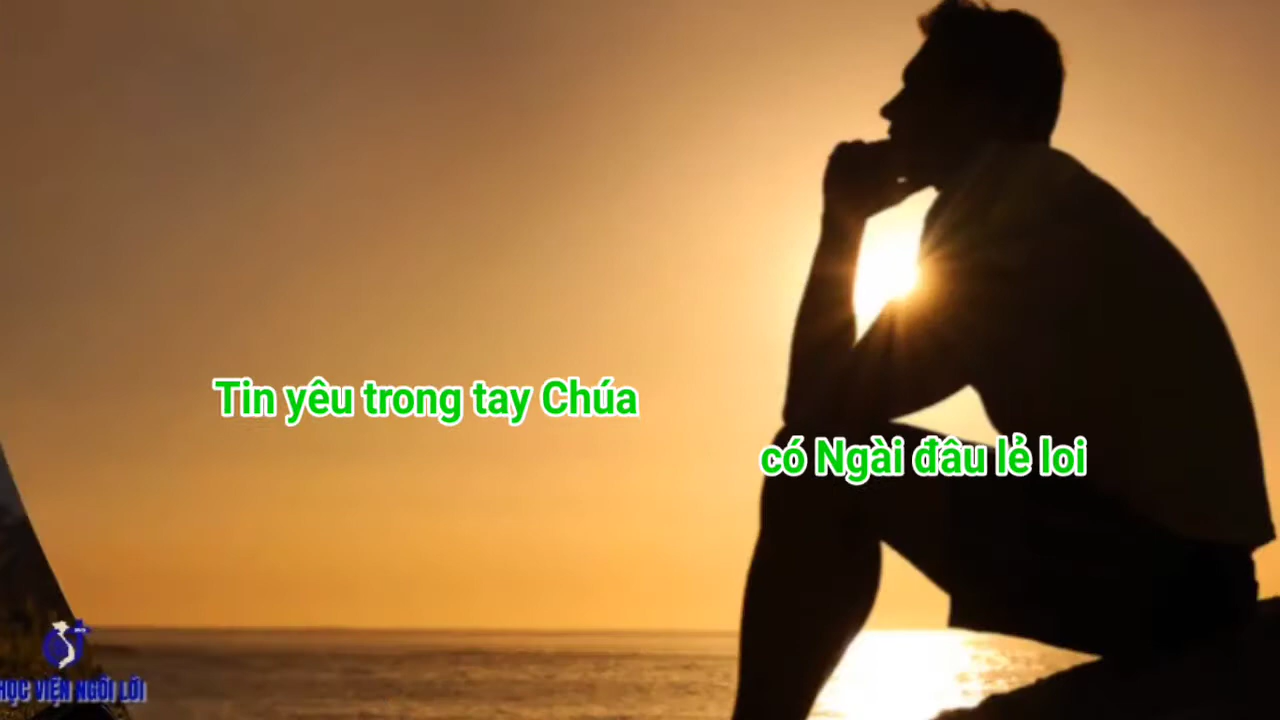 Tin yêu trong tay Chúa
có Ngài đâu lẻ loi
HỌC VIỆN NGÔI LỜI